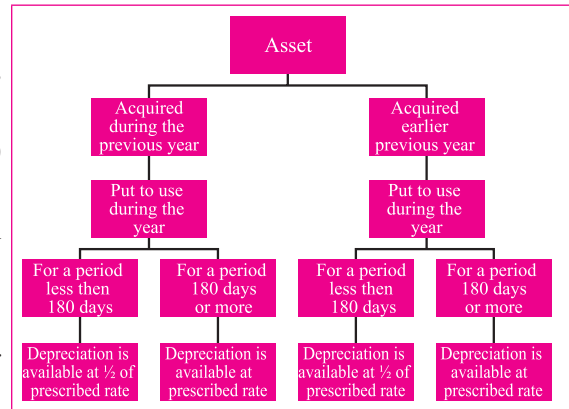 Asset
Acquired
during the
previous year
Acquired
earlier
previous year
Put to use
during the
year
Put to use
during the
year
For a period
less then
180 days
For a period
180 days
or more
For a period
less then
180 days
For a period
180 days
or more
Depreciation is
available at ½ of
prescribed rate
Depreciation is
available at
prescribed rate
Depreciation is
available at ½ of
prescribed rate
Depreciation is
available at
prescribed rate